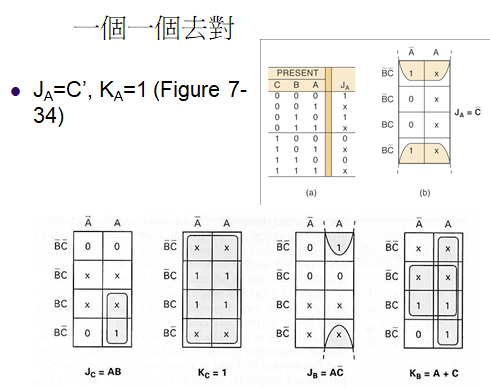 一個一個去對
● J_A=C', K_A=1 (Figure 7-
34)
PRESENT
C B A J_A
0 0 0 1
0 0 1 x
0 1 0 1
0 1 1 x
1 0 0 0
1 0 1 x
1 1 0 0
1 1 1 x
(a)
Ā A
B̄C̄ 1 x
B̄C 0 x
BC 0 x
BC̄ 1 x
J_A = C̄
(b)
Ā A
B̄C̄ 0 0
B̄C x x
BC x x
BC̄ 0 1
J_C = AB
Ā A
B̄C̄ x x
B̄C 1 1
BC 1 1
BC̄ x x
K_C = 1
Ā A
B̄C̄ 0 1
B̄C 0 0
BC x x
BC̄ x x
J_B = AC̄
Ā A
B̄C̄ x x
B̄C x x
BC 1 1
BC̄ 0 1
K_B = A + C